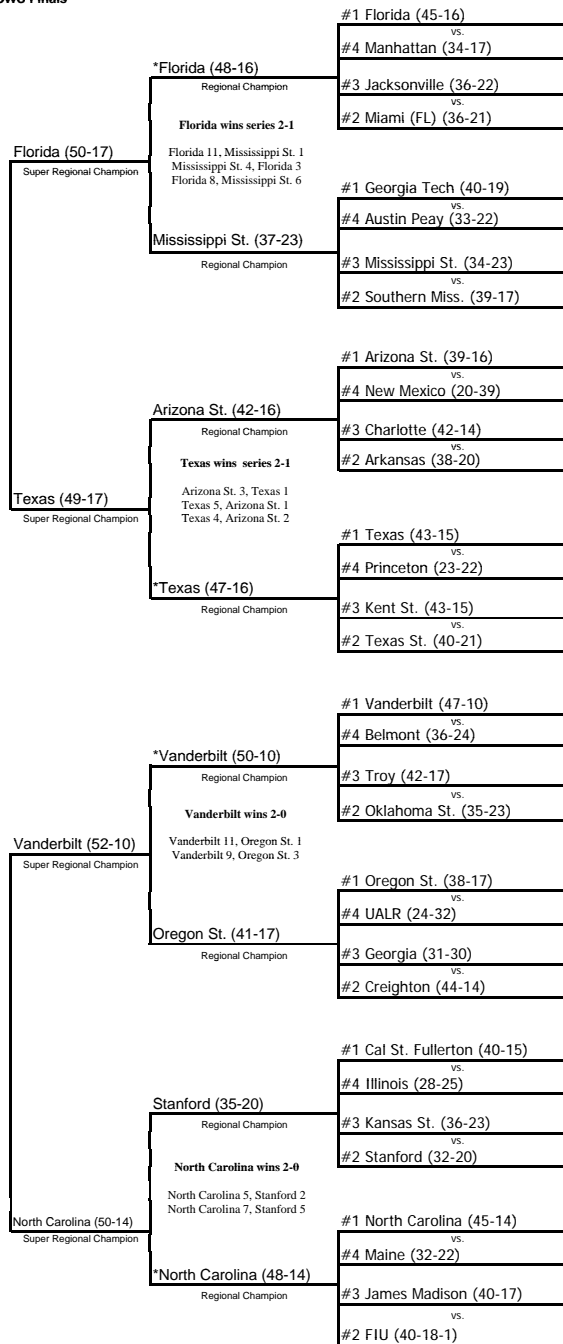 #1 Florida (45-16)
vs.
#4 Manhattan (34-17)
*Florida (48-16)
Regional Champion
#3 Jacksonville (36-22)
vs.
#2 Miami (FL) (36-21)
Florida wins series 2-1
Florida 11, Mississippi St. 1
Mississippi St. 4, Florida 3
Florida 8, Mississippi St. 6
Florida (50-17)
Super Regional Champion
#1 Georgia Tech (40-19)
vs.
#4 Austin Peay (33-22)
Mississippi St. (37-23)
Regional Champion
#3 Mississippi St. (34-23)
vs.
#2 Southern Miss. (39-17)
#1 Arizona St. (39-16)
vs.
#4 New Mexico (20-39)
Arizona St. (42-16)
Regional Champion
#3 Charlotte (42-14)
vs.
#2 Arkansas (38-20)
Texas wins series 2-1
Arizona St. 3, Texas 1
Texas 5, Arizona St. 1
Texas 4, Arizona St. 2
Texas (49-17)
Super Regional Champion
#1 Texas (43-15)
vs.
#4 Princeton (23-22)
*Texas (47-16)
Regional Champion
#3 Kent St. (43-15)
vs.
#2 Texas St. (40-21)
#1 Vanderbilt (47-10)
vs.
#4 Belmont (36-24)
*Vanderbilt (50-10)
Regional Champion
#3 Troy (42-17)
vs.
#2 Oklahoma St. (35-23)
Vanderbilt wins 2-0
Vanderbilt 11, Oregon St. 1
Vanderbilt 9, Oregon St. 3
Vanderbilt (52-10)
Super Regional Champion
#1 Oregon St. (38-17)
vs.
#4 UALR (24-32)
Oregon St. (41-17)
Regional Champion
#3 Georgia (31-30)
vs.
#2 Creighton (44-14)
#1 Cal St. Fullerton (40-15)
vs.
#4 Illinois (28-25)
Stanford (35-20)
Regional Champion
#3 Kansas St. (36-23)
vs.
#2 Stanford (32-20)
North Carolina wins 2-0
North Carolina 5, Stanford 2
North Carolina 7, Stanford 5
North Carolina (50-14)
Super Regional Champion
#1 North Carolina (45-14)
vs.
#4 Maine (32-22)
*North Carolina (48-14)
Regional Champion
#3 James Madison (40-17)
vs.
#2 FIU (40-18-1)